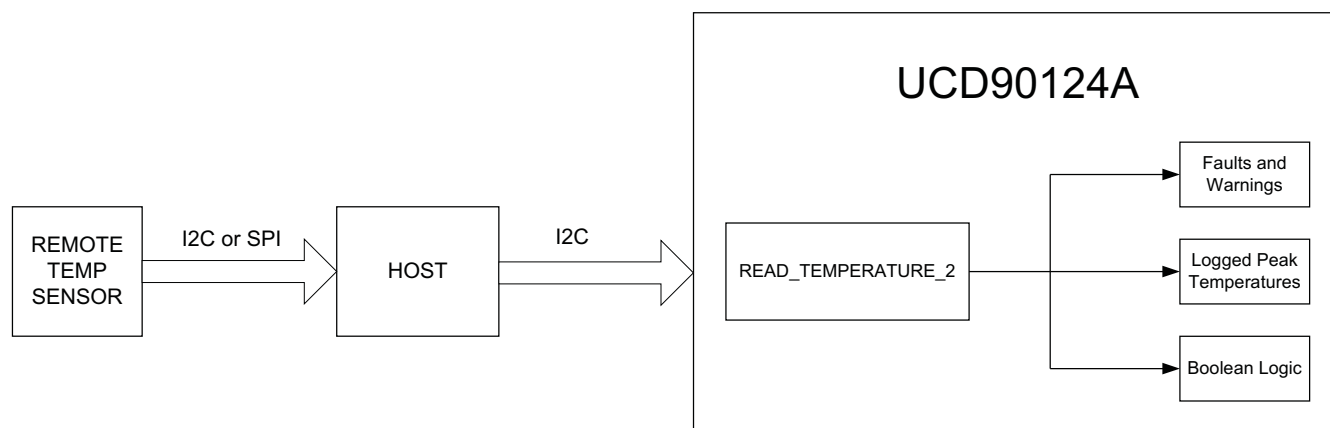 UCD90124A
REMOTE
TEMP
SENSOR
I2C or SPI
HOST
I2C
READ_TEMPERATURE_2
Faults and
Warnings
Logged Peak
Temperatures
Boolean Logic